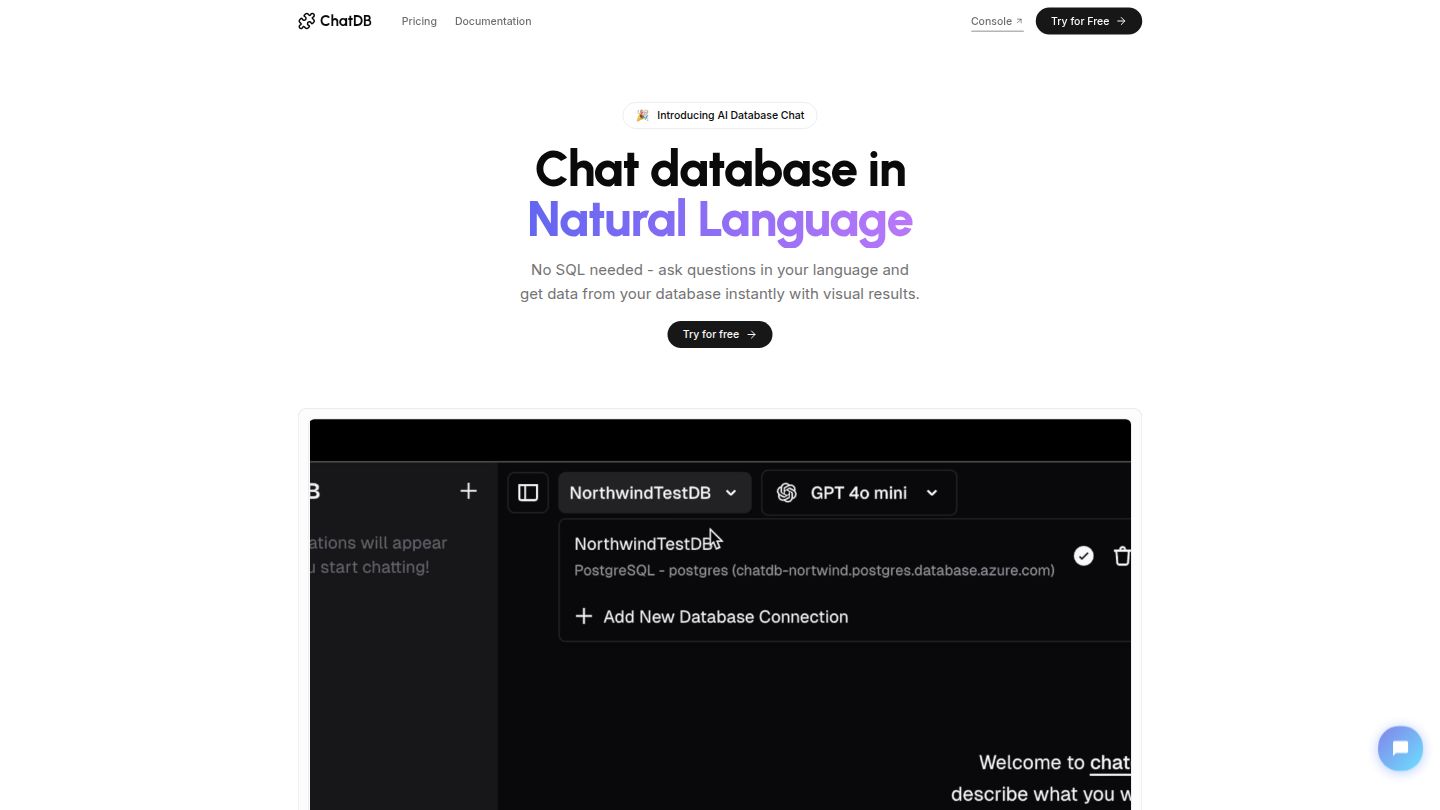 ChatDB
Pricing
Documentation
Console
Try for Free
Introducing AI Database Chat
Chat database in
Natural Language
No SQL needed - ask questions in your language and
get data from your database instantly with visual results.
Try for free
B
NorthwindTestDB
GPT 4o mini
ations will appear
u start chatting!
NorthwindTestDB
PostgreSQL - postgres (chatdb-nortwind.postgres.database.azure.com)
Add New Database Connection
Welcome to chat
describe what you w